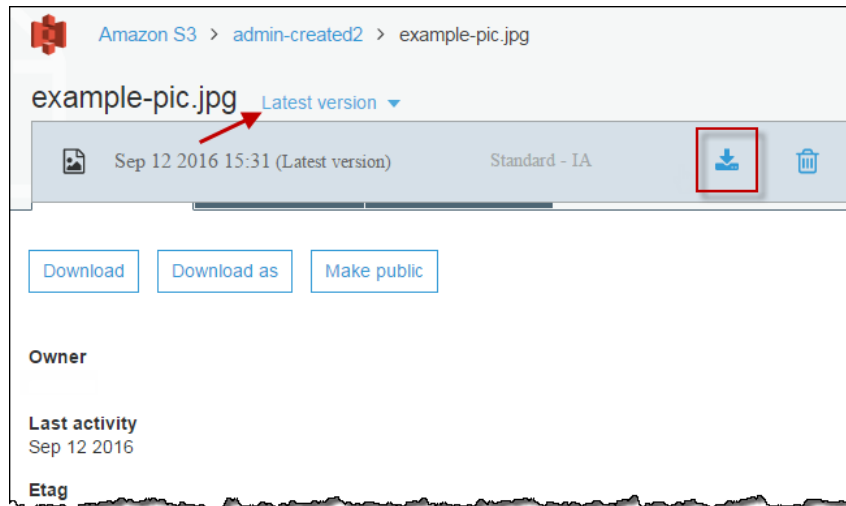 Amazon S3 > admin-created2 > example-pic.jpg
example-pic.jpg Latest version
Sep 12 2016 15:31 (Latest version) Standard - IA
Download Download as Make public
Owner
Last activity
Sep 12 2016
Etag